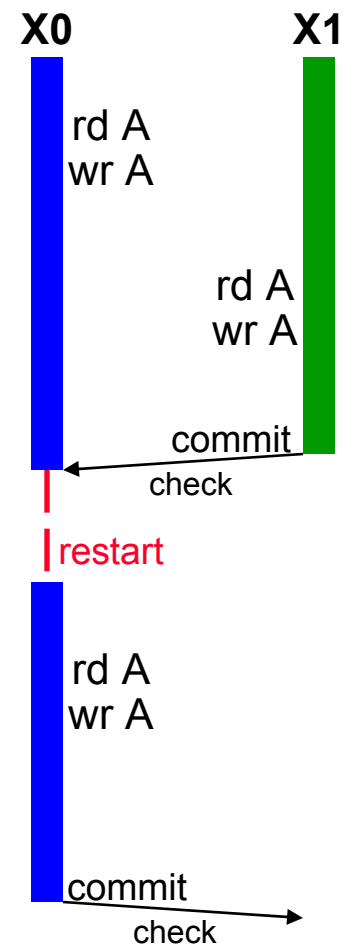 X0 X1
rd A
wr A
rd A
wr A
commit
check
restart
rd A
wr A
commit
check